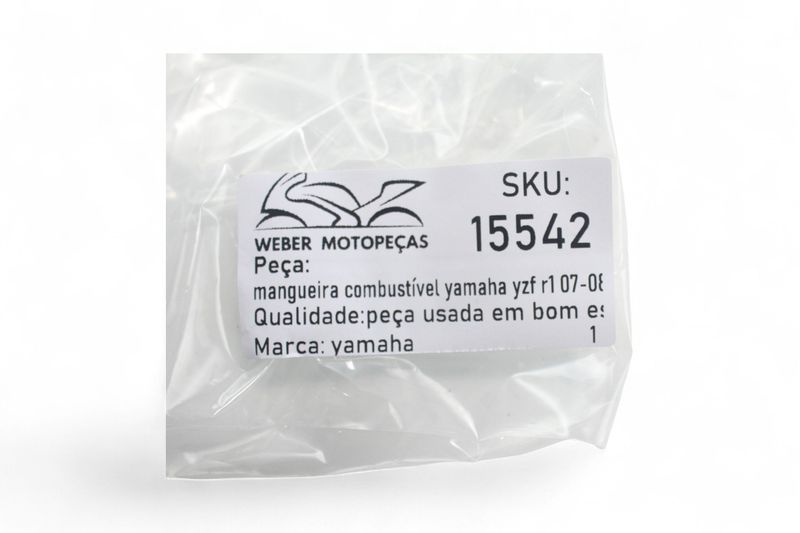 SKU:
15542
WEBER MOTOPEÇAS
Peça:
mangueira combustível yamaha yzf r1 07-08
Qualidade:peça usada em bom es
Marca: yamaha
1